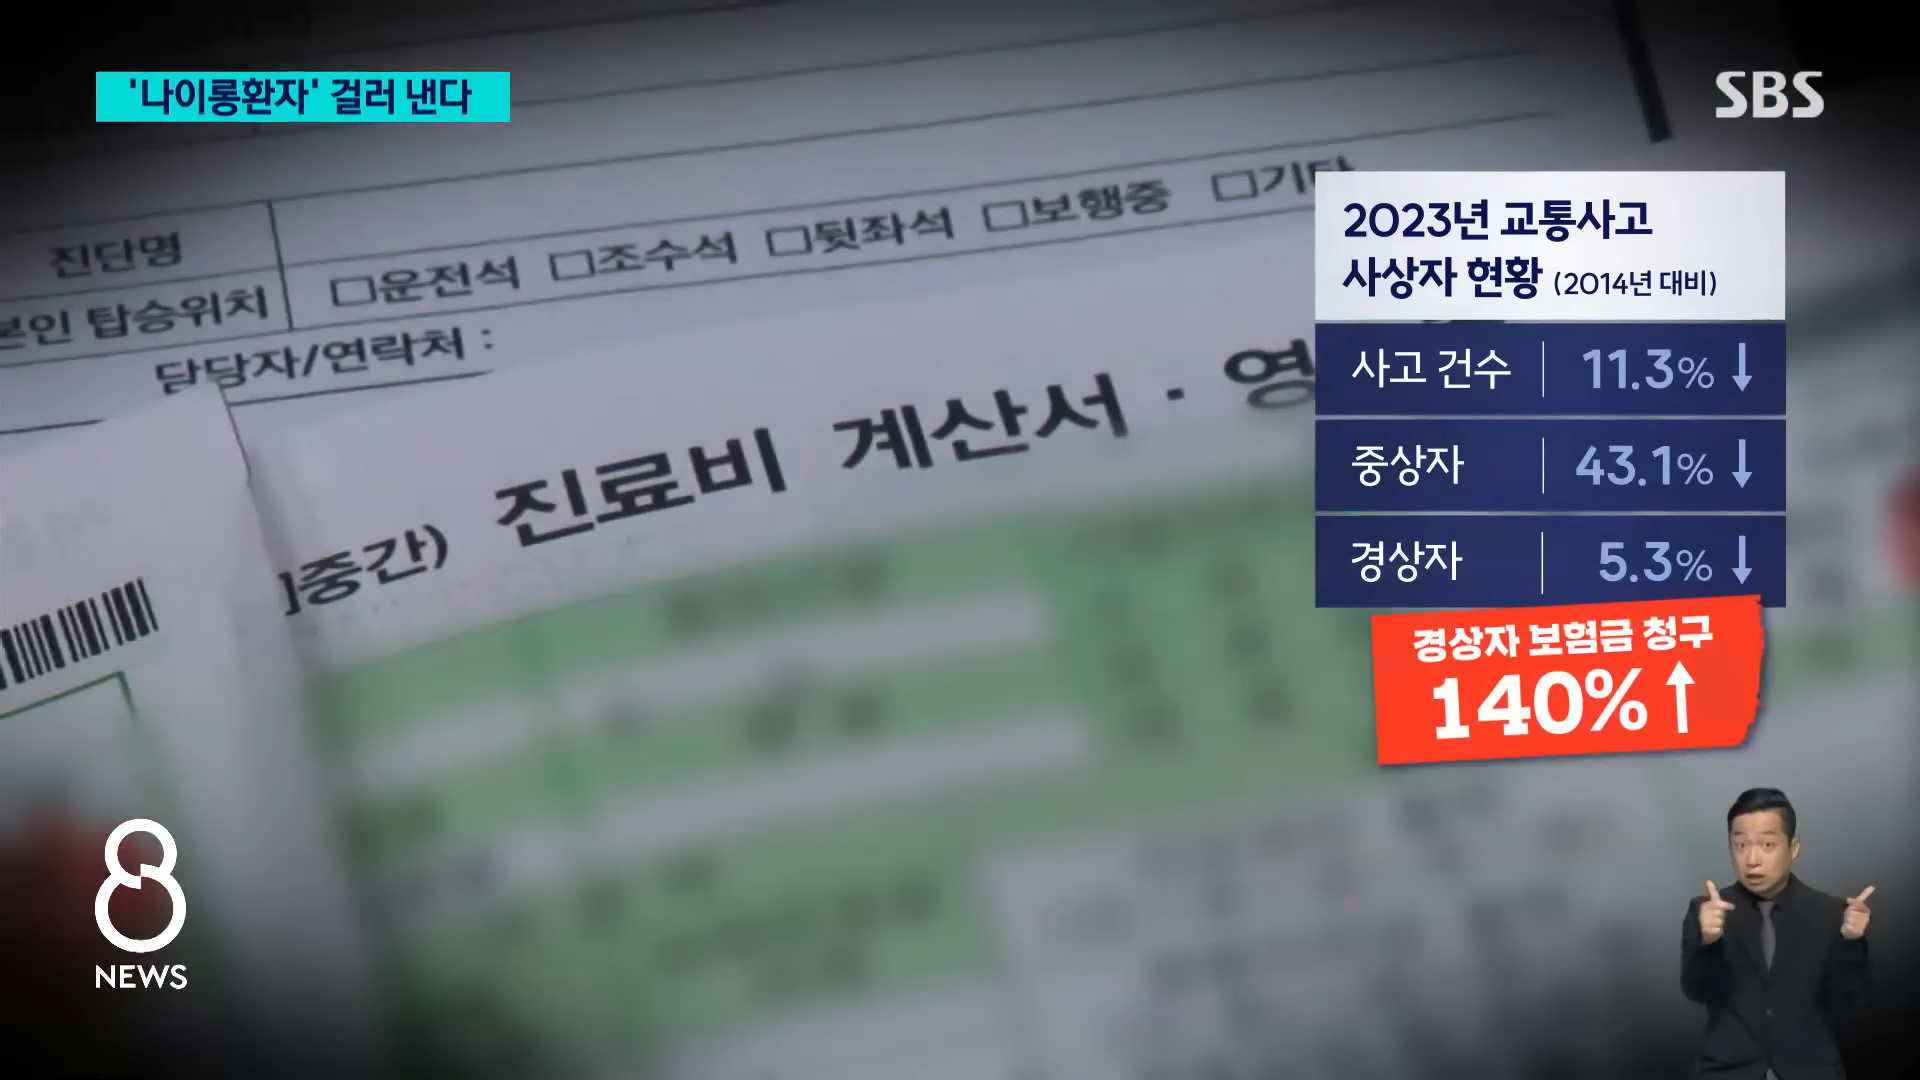 '나이롱환자' 걸러 낸다
SBS
2023년 교통사고
사상자 현황 (2014년 대비)
사고 건수 11.3% ↓
중상자 43.1% ↓
경상자 5.3% ↓
경상자 보험금 청구
140% ↑
진단명
본인 탑승위치 □운전석 □조수석 □뒷좌석 □보행중 □기타
담당자/연락처 :
]중간) 진료비 계산서 · 영
8
NEWS